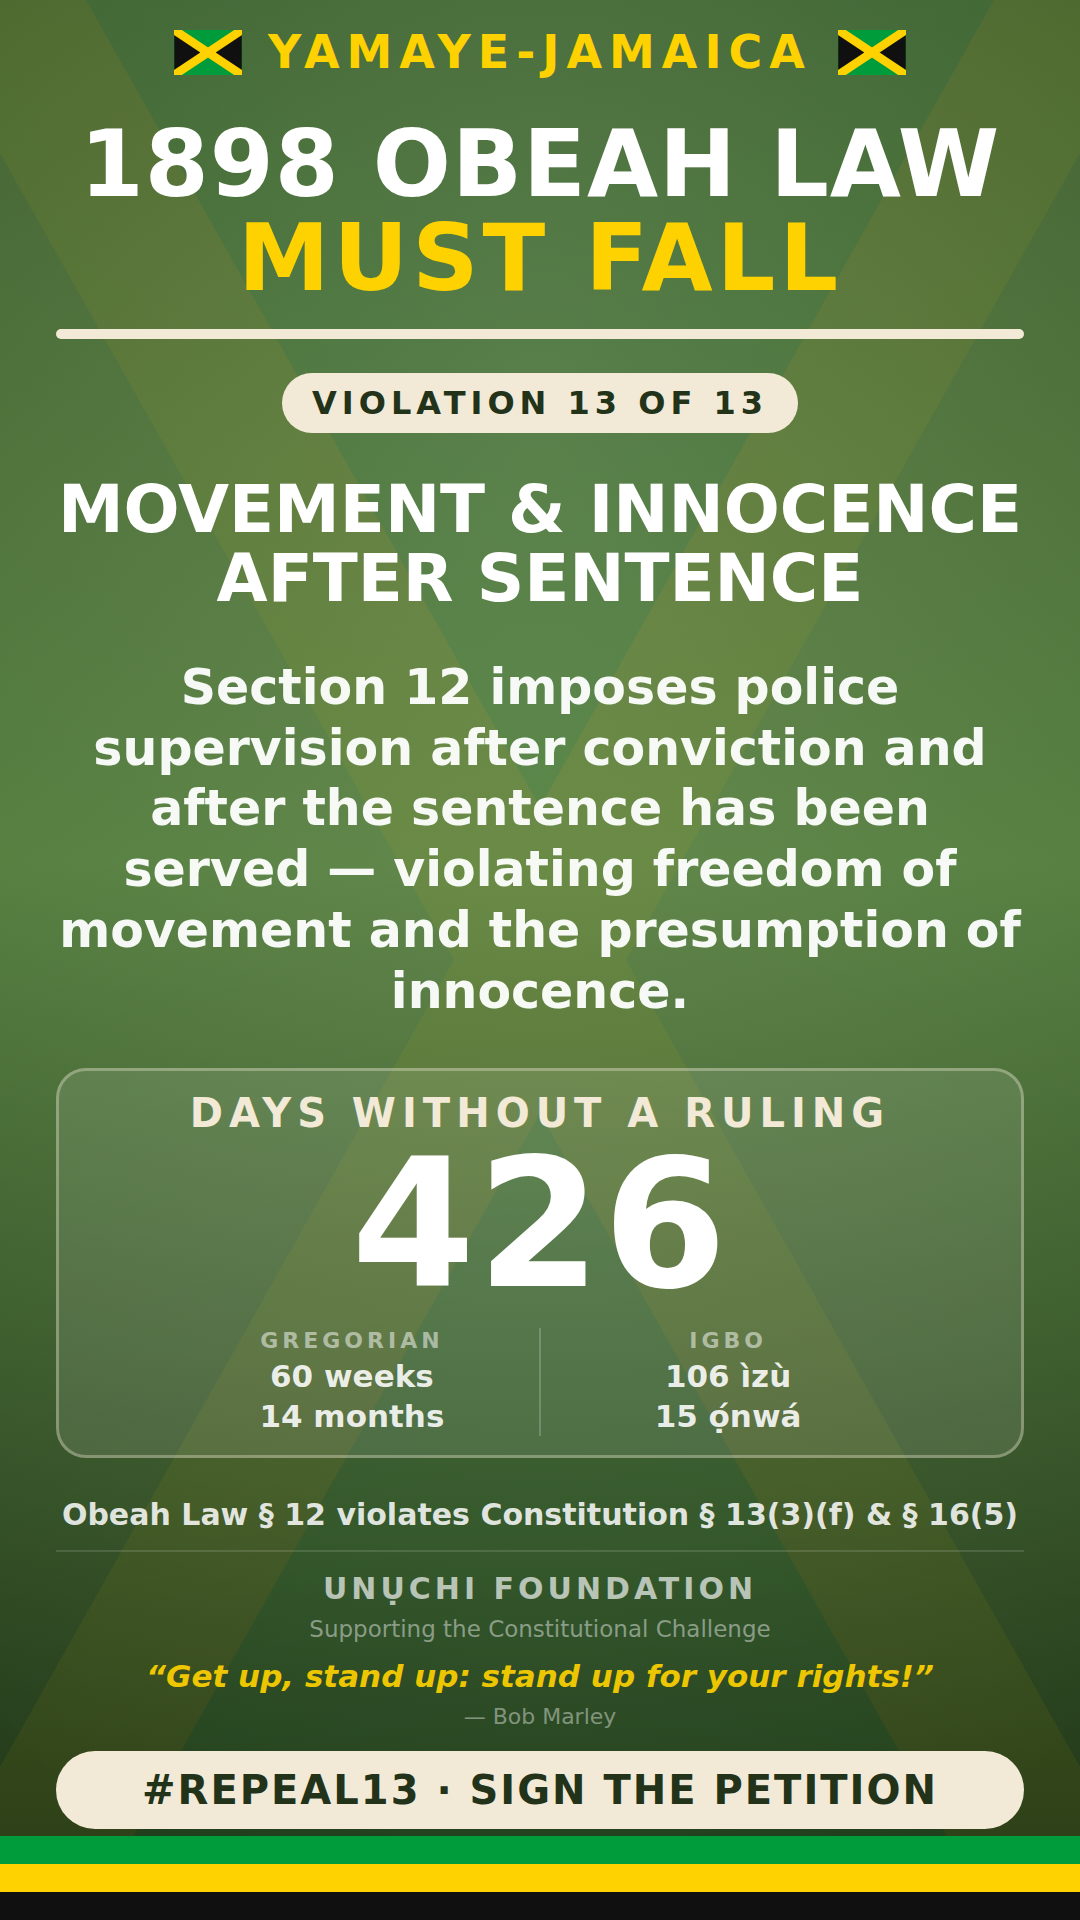 YAMAYE-JAMAICA
1898 OBEAH LAW
MUST FALL
VIOLATION 13 OF 13
MOVEMENT & INNOCENCE
AFTER SENTENCE
Section 12 imposes police
supervision after conviction and
after the sentence has been
served — violating freedom of
movement and the presumption of
innocence.
DAYS WITHOUT A RULING
426
GREGORIAN
60 weeks
14 months
IGBO
106 ìzù
15 ọ́nwá
Obeah Law § 12 violates Constitution § 13(3)(f) & § 16(5)
UNỤCHI FOUNDATION
Supporting the Constitutional Challenge
“Get up, stand up: stand up for your rights!”
— Bob Marley
#REPEAL13 · SIGN THE PETITION